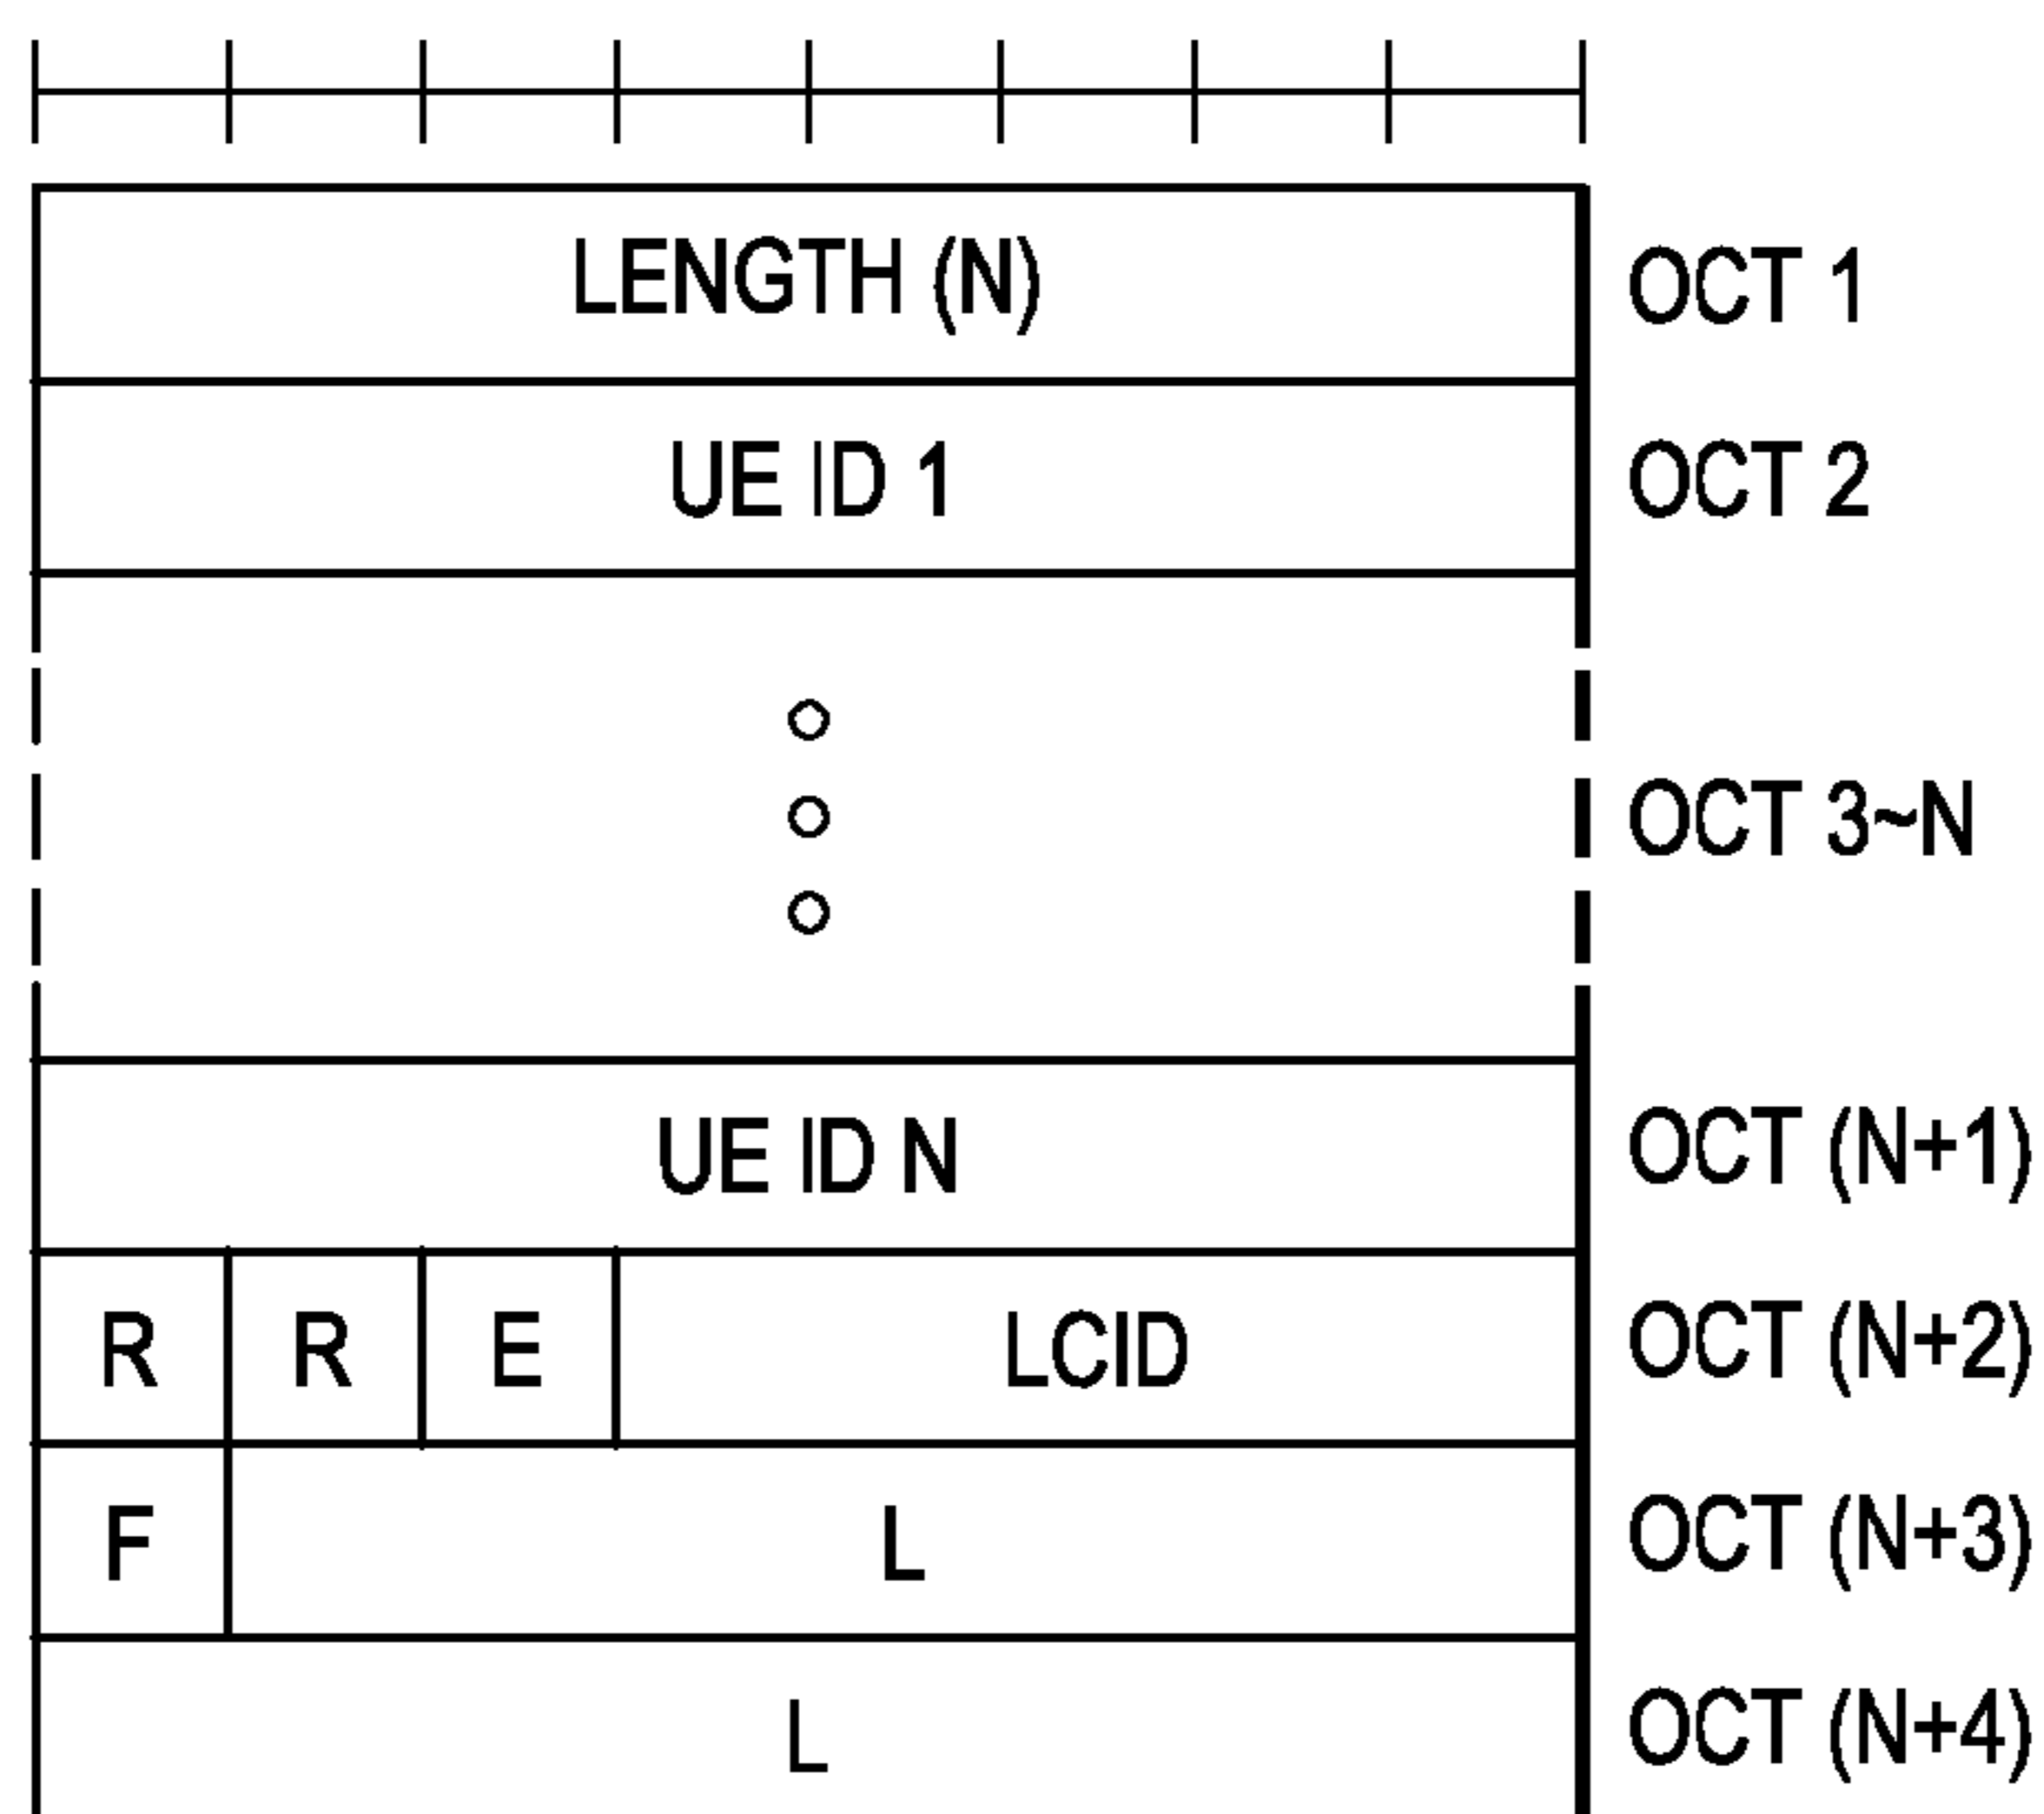 LENGTH (N) OCT 1
UE ID 1 OCT 2
OCT 3~N
UE ID N OCT (N+1)
R R E LCID OCT (N+2)
F L OCT (N+3)
L OCT (N+4)